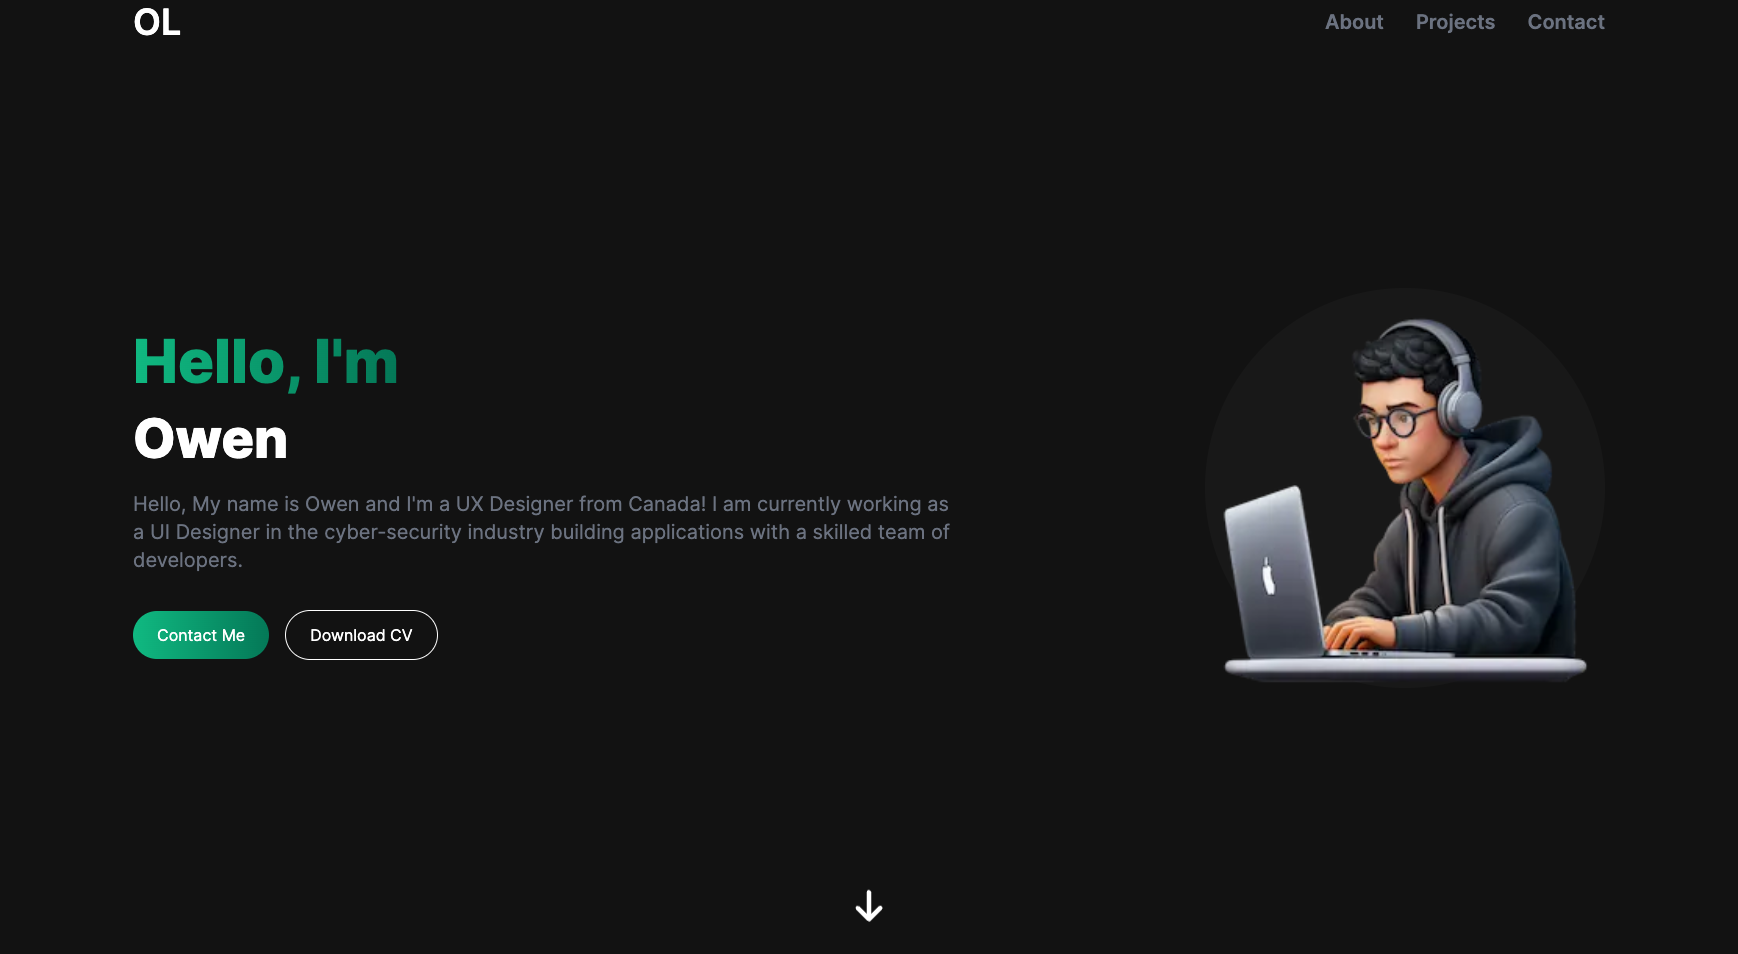 OL
About Projects Contact
Hello, I'm
Owen
Hello, My name is Owen and I'm a UX Designer from Canada! I am currently working as
a UI Designer in the cyber-security industry building applications with a skilled team of
developers.
Contact Me
Download CV